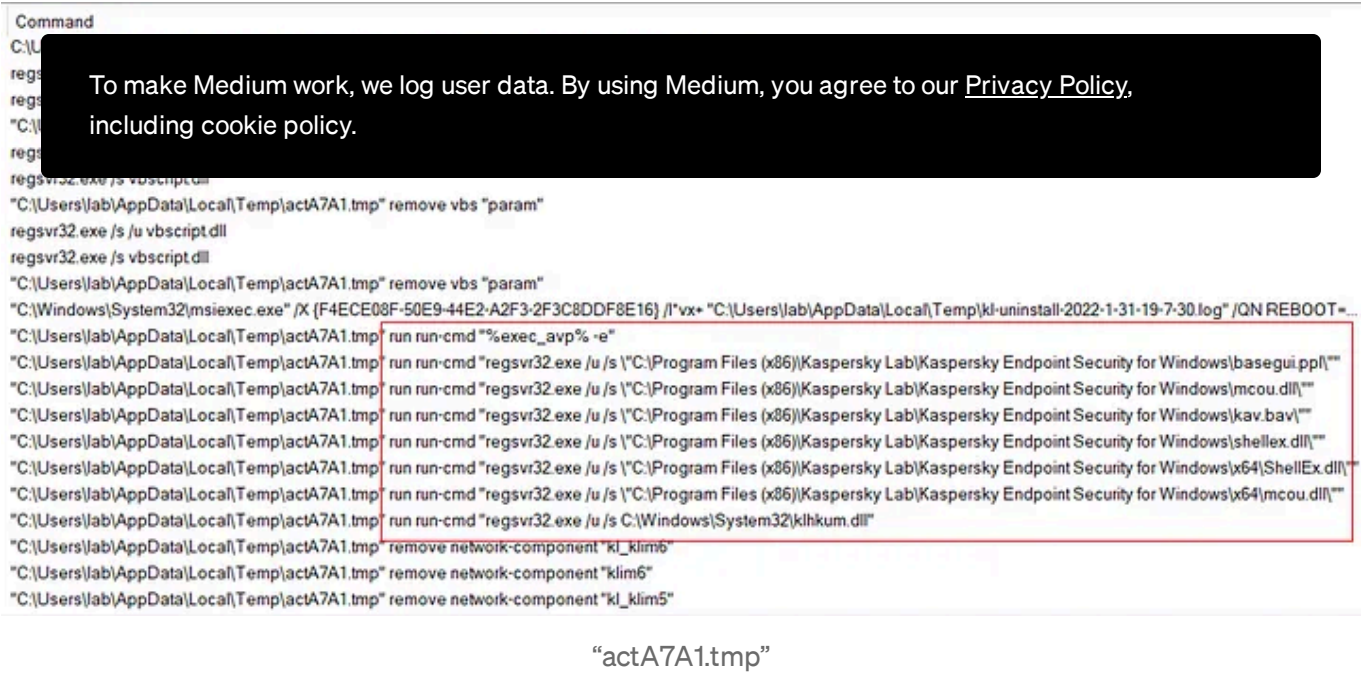 Command
C:\U
regs
To make Medium work, we log user data. By using Medium, you agree to our Privacy Policy,
regs
"C:\U
including cookie policy.
regs
regsvr32.exe /s vbscript.dll
"C:\Users\lab\AppData\Local\Temp\actA7A1.tmp" remove vbs "param"
regsvr32.exe /s /u vbscript.dll
regsvr32.exe /s vbscript.dll
"C:\Users\lab\AppData\Local\Temp\actA7A1.tmp" remove vbs "param"
"C:\Windows\System32\msiexec.exe" /X {F4ECE08F-50E9-44E2-A2F3-2F3C8DDF8E16} /l*vx+ "C:\Users\lab\AppData\Local\Temp\kl-uninstall-2022-1-31-19-7-30.log" /QN REBOOT=...
"C:\Users\lab\AppData\Local\Temp\actA7A1.tmp" run run-cmd "%exec_avp% -e"
"C:\Users\lab\AppData\Local\Temp\actA7A1.tmp" run run-cmd "regsvr32.exe /u /s \"C:\Program Files (x86)\Kaspersky Lab\Kaspersky Endpoint Security for Windows\basegui.ppl\""
"C:\Users\lab\AppData\Local\Temp\actA7A1.tmp" run run-cmd "regsvr32.exe /u /s \"C:\Program Files (x86)\Kaspersky Lab\Kaspersky Endpoint Security for Windows\mcou.dll\""
"C:\Users\lab\AppData\Local\Temp\actA7A1.tmp" run run-cmd "regsvr32.exe /u /s \"C:\Program Files (x86)\Kaspersky Lab\Kaspersky Endpoint Security for Windows\kav.bav\""
"C:\Users\lab\AppData\Local\Temp\actA7A1.tmp" run run-cmd "regsvr32.exe /u /s \"C:\Program Files (x86)\Kaspersky Lab\Kaspersky Endpoint Security for Windows\shellex.dll\""
"C:\Users\lab\AppData\Local\Temp\actA7A1.tmp" run run-cmd "regsvr32.exe /u /s \"C:\Program Files (x86)\Kaspersky Lab\Kaspersky Endpoint Security for Windows\x64\ShellEx.dll\""
"C:\Users\lab\AppData\Local\Temp\actA7A1.tmp" run run-cmd "regsvr32.exe /u /s \"C:\Program Files (x86)\Kaspersky Lab\Kaspersky Endpoint Security for Windows\x64\mcou.dll\""
"C:\Users\lab\AppData\Local\Temp\actA7A1.tmp" run run-cmd "regsvr32.exe /u /s C:\Windows\System32\klhkum.dll"
"C:\Users\lab\AppData\Local\Temp\actA7A1.tmp" remove network-component "kl_klim6"
"C:\Users\lab\AppData\Local\Temp\actA7A1.tmp" remove network-component "klim6"
"C:\Users\lab\AppData\Local\Temp\actA7A1.tmp" remove network-component "kl_klim5"
“actA7A1.tmp”